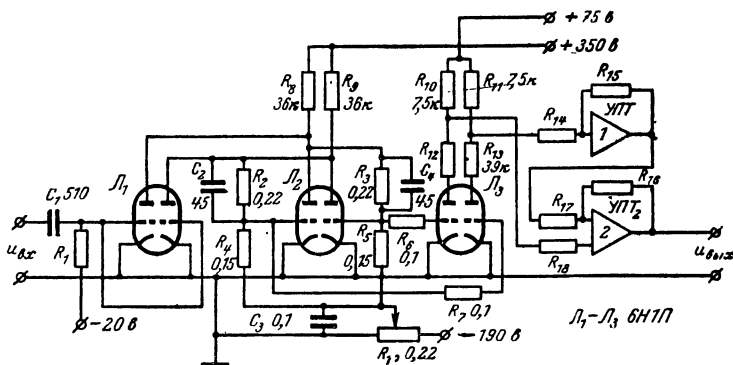 +75 в
+350 в
R8
36к
R9
36к
R10
7,5к
R11 7,5к
R15
УПТ
R14
1
Л1
C2
45
R2
0,22
Л2
R3
0,22
C4
45
R12
R13
39к
Л3
R16
УПТ2
R17
2
R18
C1 510
uвх
R1
R4
0,15
R5
0,15
R6
0,1
uвых
-20 в
C3 0,1
R7 0,1
-190 в
R1, 0,22
Л1-Л3 6Н1П